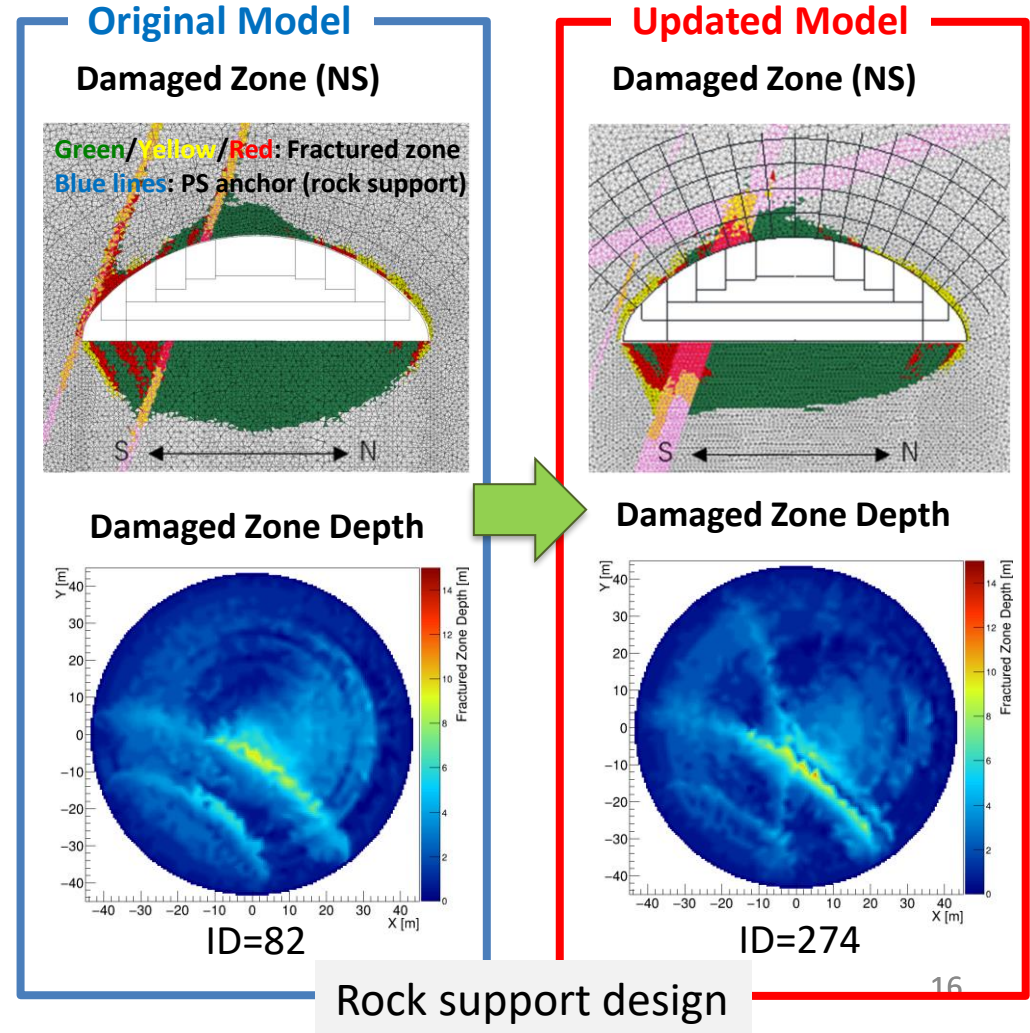 Original Model
Damaged Zone (NS)
Green/Yellow/Red: Fractured zone
Blue lines: PS anchor (rock support)
S N
Damaged Zone Depth
Y [m]
40
30
20
10
0
−10
−20
−30
−40
−40 −30 −20 −10 0 10 20 30 40
X [m]
14
12
10
8
6
4
2
0
Fractured Zone Depth [m]
ID=82
Updated Model
Damaged Zone (NS)
S N
Damaged Zone Depth
Y [m]
40
30
20
10
0
−10
−20
−30
−40
−40 −30 −20 −10 0 10 20 30 40
X [m]
14
12
10
8
6
4
2
0
Fractured Zone Depth [m]
ID=274
Rock support design
16